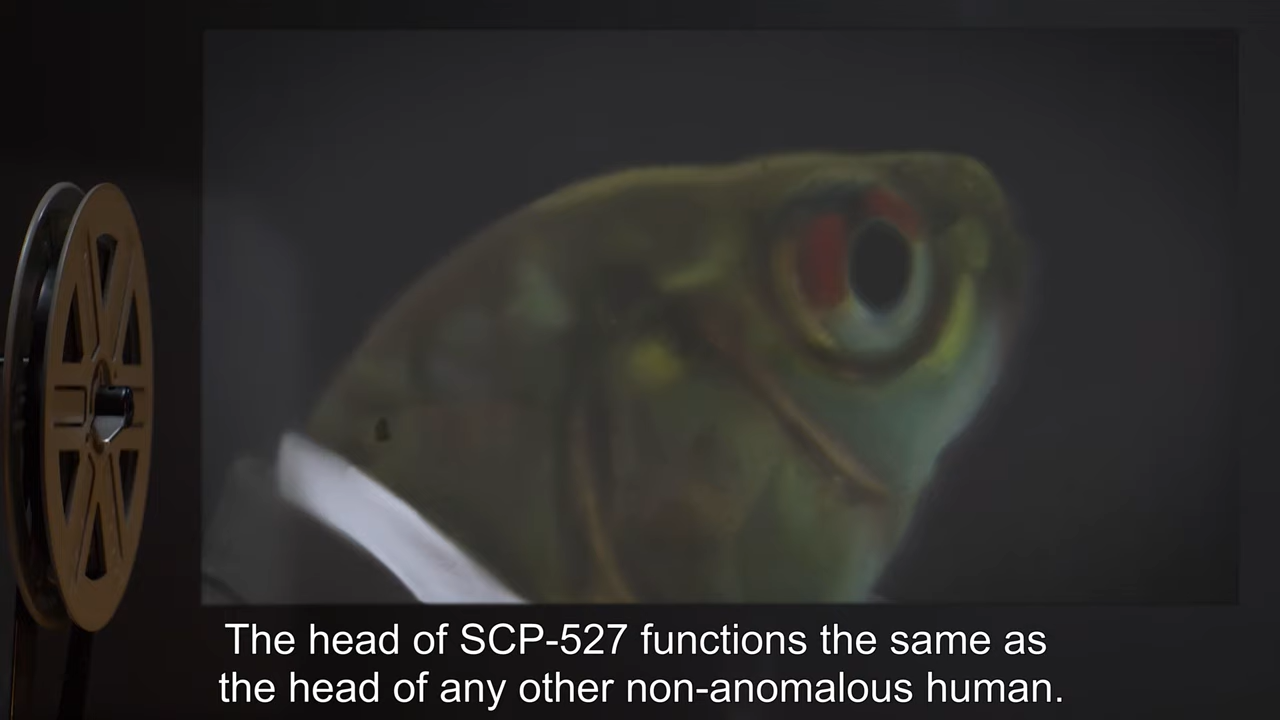 The head of SCP-527 functions the same as
the head of any other non-anomalous human.